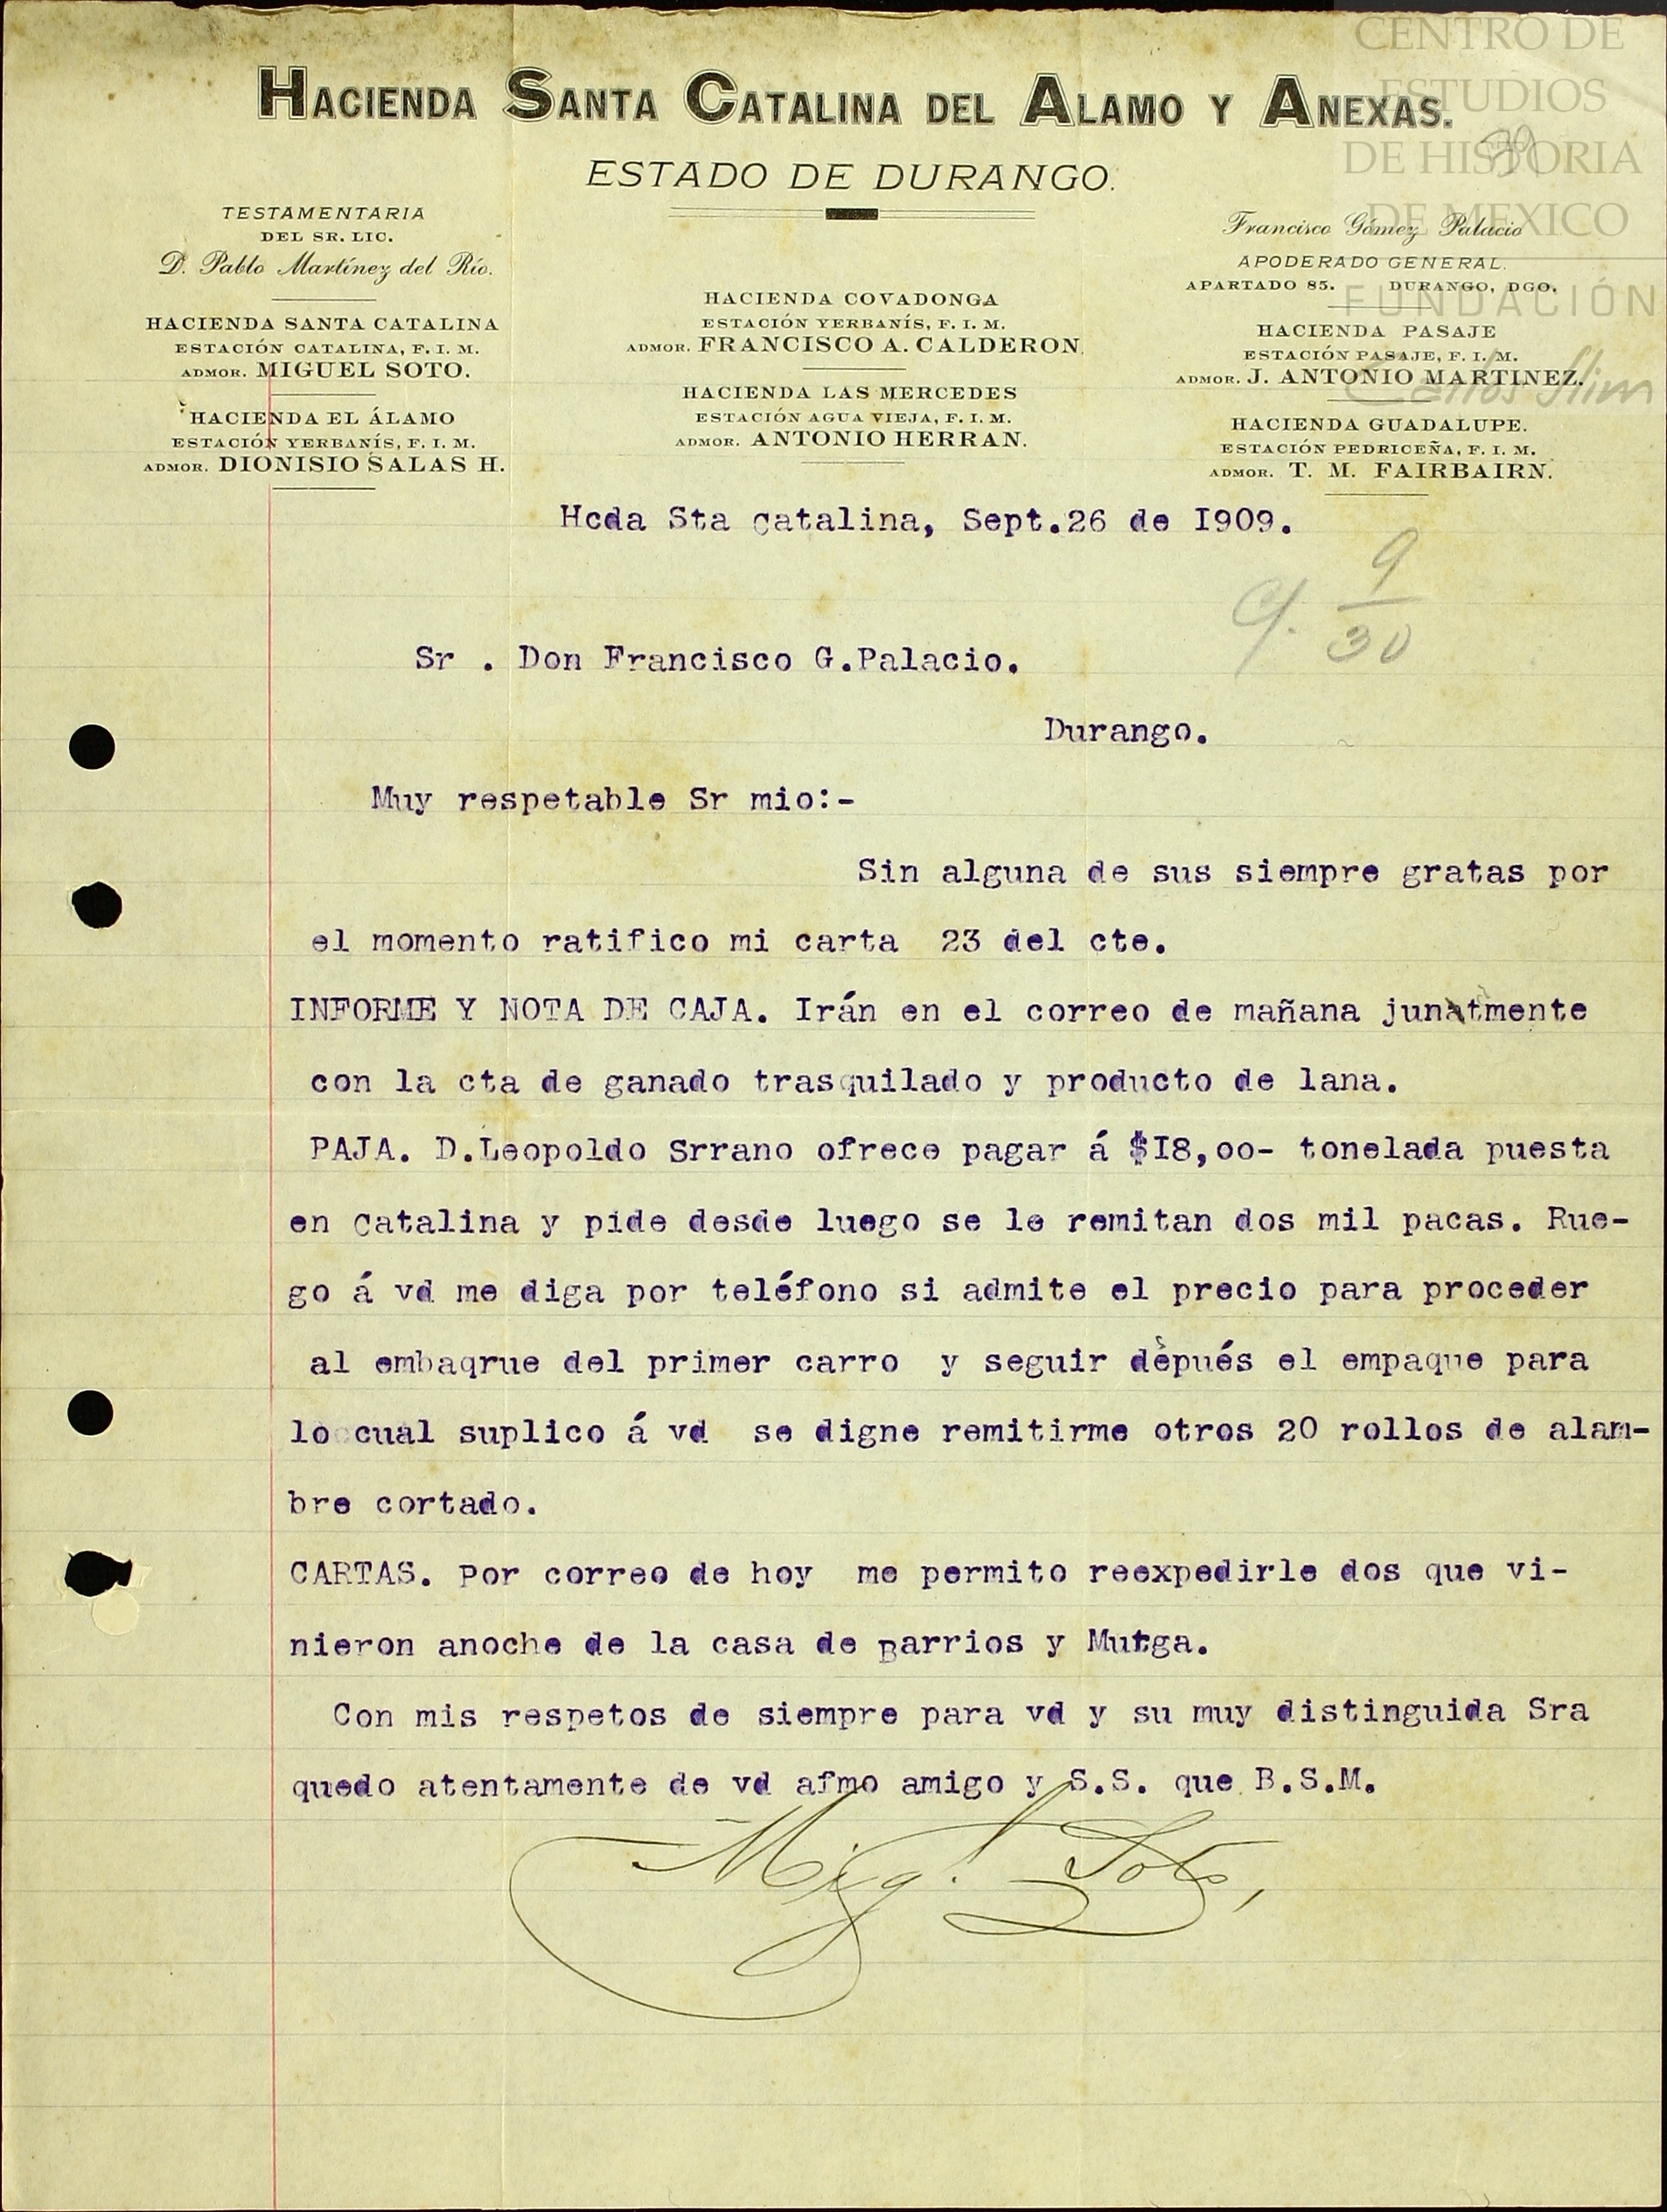 CENTRO DE
ESTUDIOS
DE HISTORIA
DE MEXICO
FUNDACIÓN
Carlos Slim
HACIENDA SANTA CATALINA DEL ALAMO Y ANEXAS.
ESTADO DE DURANGO.
TESTAMENTARIA
DEL SR. LIC.
D. Pablo Martínez del Río.
HACIENDA SANTA CATALINA
ESTACIÓN CATALINA, F. I. M.
ADMOR. MIGUEL SOTO.
HACIENDA EL ÁLAMO
ESTACIÓN YERBANÍS, F. I. M.
ADMOR. DIONISIO SALAS H.
HACIENDA COVADONGA
ESTACIÓN YERBANÍS, F. I. M.
ADMOR. FRANCISCO A. CALDERON.
HACIENDA LAS MERCEDES
ESTACIÓN AGUA VIEJA, F. I. M.
ADMOR. ANTONIO HERRAN.
Francisco Gómez Palacio
APODERADO GENERAL.
APARTADO 85. DURANGO, DGO.
HACIENDA PASAJE
ESTACIÓN PASAJE, F. I. M.
ADMOR. J. ANTONIO MARTINEZ.
HACIENDA GUADALUPE.
ESTACIÓN PEDRICEÑA, F. I. M.
ADMOR. T. M. FAIRBAIRN.
Hcda Sta Catalina, Sept.26 de I909.
C/. 9/30
Sr . Don Francisco G.Palacio.
Durango.
Muy respetable Sr mio:-
Sin alguna de sus siempre gratas por
el momento ratifico mi carta 23 del cte.
INFORME Y NOTA DE CAJA. Irán en el correo de mañana junatmente
con la cta de ganado trasquilado y producto de lana.
PAJA. D.Leopoldo Srrano ofrece pagar á $I8,oo- tonelada puesta
en Catalina y pide desde luego se le remitan dos mil pacas. Rue-
go á vd me diga por teléfono si admite el precio para proceder
al embaqrue del primer carro y seguir depués el empaque para
lo cual suplico á vd se digne remitirme otros 20 rollos de alam-
bre cortado.
CARTAS. Por correo de hoy me permito reexpedirle dos que vi-
nieron anoche de la casa de Barrios y Mutga.
Con mis respetos de siempre para vd y su muy distinguida Sra
quedo atentamente de vd afmo amigo y S.S. que B.S.M.
Migl. Soto,